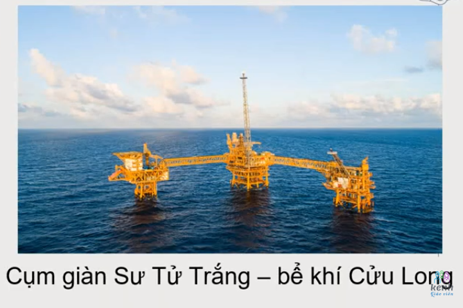 Cụm giàn Sư Tử Trắng – bể khí Cửu Long